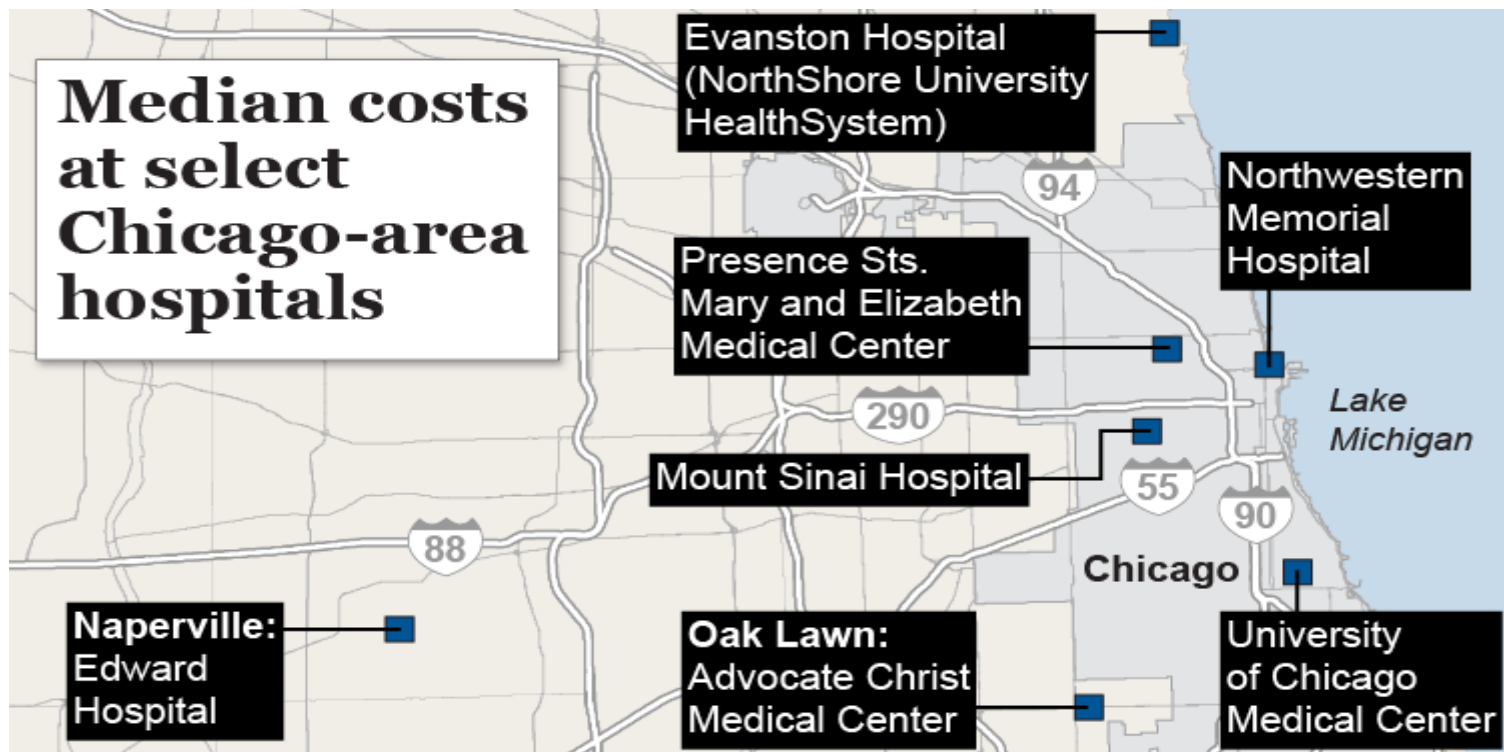 Median costs
at select
Chicago-area
hospitals
Evanston Hospital
(NorthShore University
HealthSystem)
94
Northwestern
Memorial
Hospital
Presence Sts.
Mary and Elizabeth
Medical Center
290
Lake
Michigan
Mount Sinai Hospital
55
90
88
Chicago
Naperville:
Edward
Hospital
Oak Lawn:
Advocate Christ
Medical Center
University
of Chicago
Medical Center